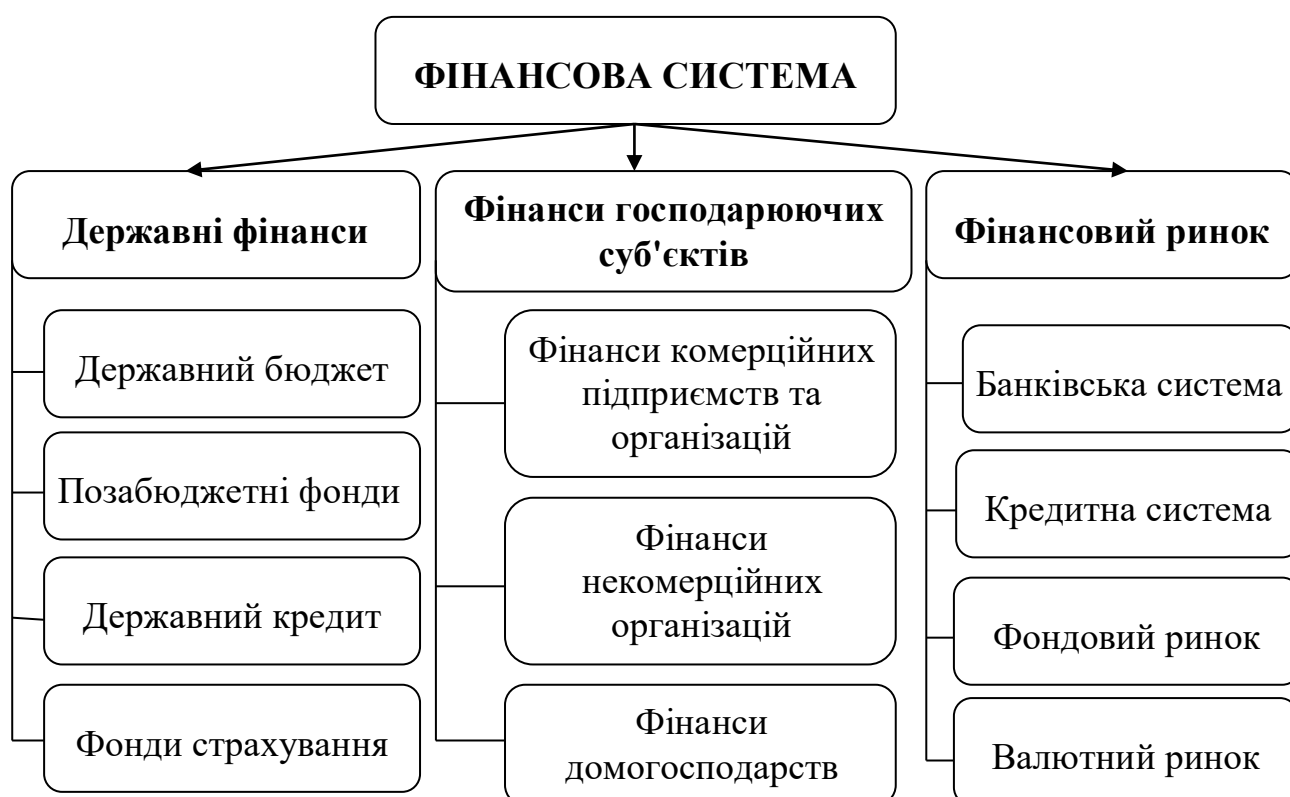 ФІНАНСОВА СИСТЕМА
Державні фінанси
Державний бюджет
Позабюджетні фонди
Державний кредит
Фонди страхування
Фінанси господарюючих
суб'єктів
Фінанси комерційних
підприємств та
організацій
Фінанси
некомерційних
організацій
Фінанси
домогосподарств
Фінансовий ринок
Банківська система
Кредитна система
Фондовий ринок
Валютний ринок